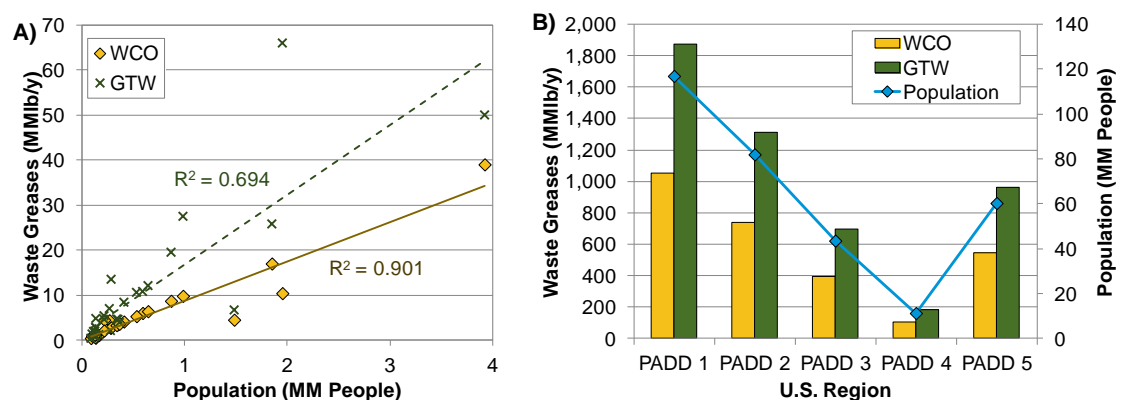 A)
Waste Greases (MMlb/y)
70
60
50
40
30
20
10
0
WCO
GTW
R² = 0.694
R² = 0.901
0 1 2 3 4
Population (MM People)
B)
Waste Greases (MMlb/y)
2,000
1,800
1,600
1,400
1,200
1,000
800
600
400
200
0
WCO
GTW
Population
140
120
100
80
60
40
20
0
Population (MM People)
PADD 1 PADD 2 PADD 3 PADD 4 PADD 5
U.S. Region